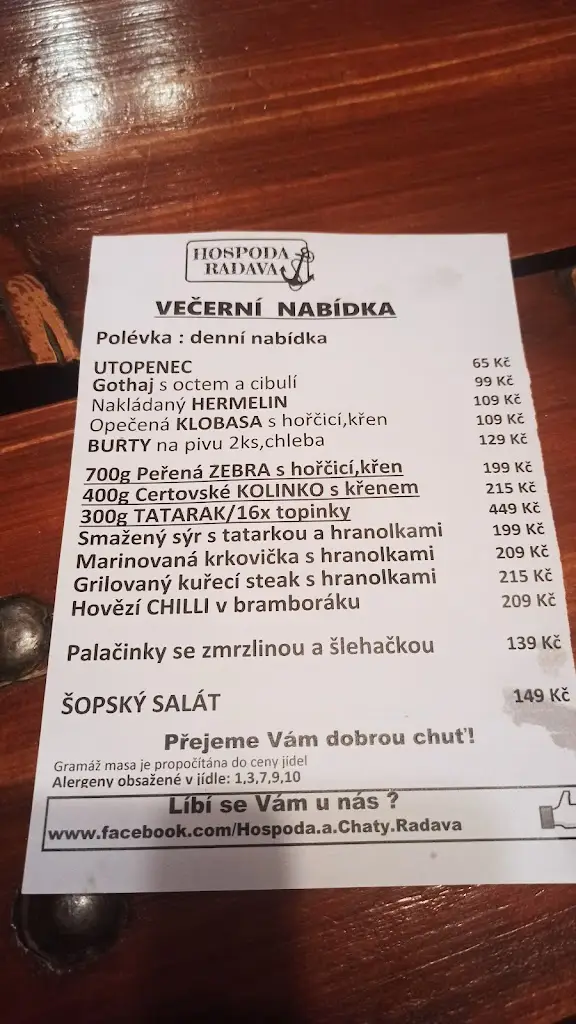 HOSPODA
RADAVA
VEČERNÍ NABÍDKA
Polévka : denní nabídka
UTOPENEC 65 Kč
Gothaj s octem a cibulí 99 Kč
Nakládaný HERMELIN 109 Kč
Opečená KLOBASA s hořčicí,křen 109 Kč
BURTY na pivu 2ks,chleba 129 Kč
700g Peřená ZEBRA s hořčicí,křen 199 Kč
400g Certovské KOLINKO s křenem 215 Kč
300g TATARAK/16x topinky 449 Kč
Smažený sýr s tatarkou a hranolkami 199 Kč
Marinovaná krkovička s hranolkami 209 Kč
Grilovaný kuřecí steak s hranolkami 215 Kč
Hovězí CHILLI v bramboráku 209 Kč
Palačinky se zmrzlinou a šlehačkou 139 Kč
ŠOPSKÝ SALÁT 149 Kč
Přejeme Vám dobrou chuť!
Gramáž masa je propočítána do ceny jídel
Alergeny obsažené v jídle: 1,3,7,9,10
Líbí se Vám u nás ?
www.facebook.com/Hospoda.a.Chaty.Radava